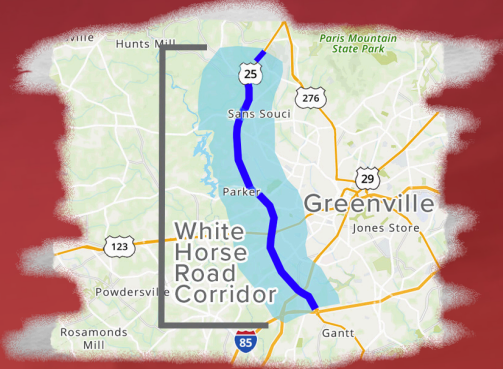 ville
Hunts Mill
Paris Mountain
State Park
25
276
Sans Souci
29
Parker
Greenville
Jones Store
123
White
Horse
Road
Corridor
Powdersville
Rosamonds
Mill
85
Gantt